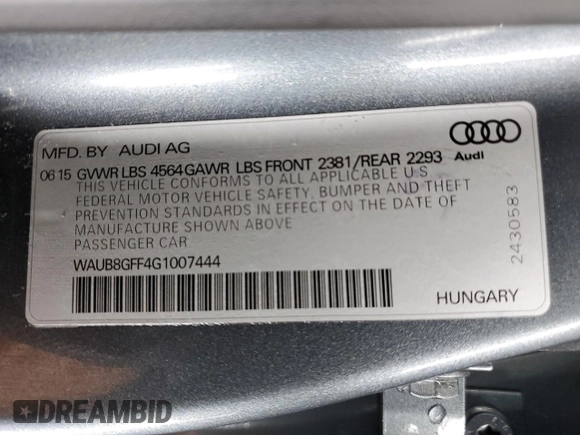 MFD. BY AUDI AG
0615 GVWR LBS 4564 GAWR LBS FRONT 2381/REAR 2293
Audi
THIS VEHICLE CONFORMS TO ALL APPLICABLE U S
FEDERAL MOTOR VEHICLE SAFETY, BUMPER AND THEFT
PREVENTION STANDARDS IN EFFECT ON THE DATE OF
MANUFACTURE SHOWN ABOVE
PASSENGER CAR
WAUB8GFF4G1007444
2430583
HUNGARY
DREAMBID